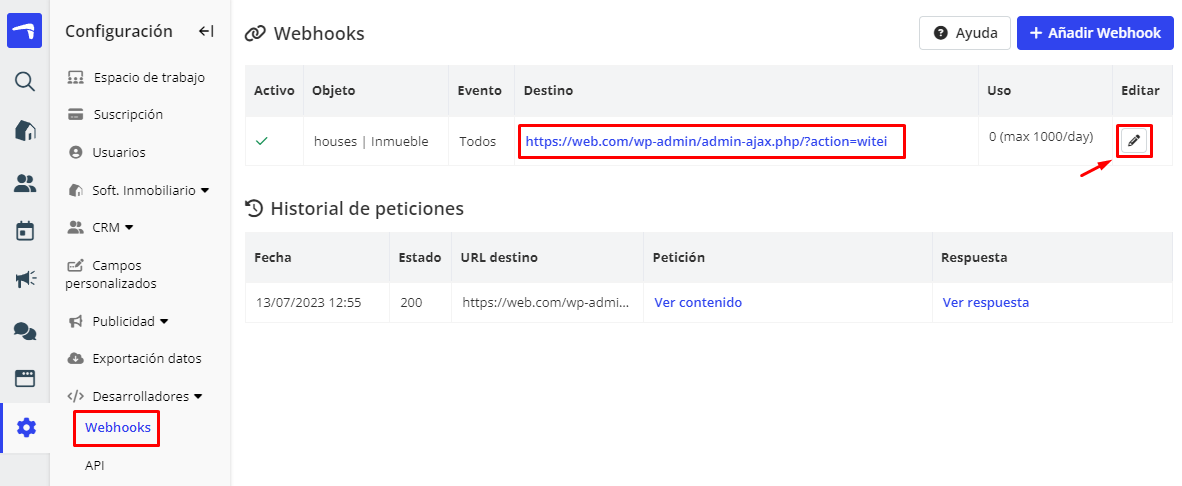 Configuración
Espacio de trabajo
Suscripción
Usuarios
Soft. Inmobiliario
CRM
Campos
personalizados
Publicidad
Exportación datos
Desarrolladores
Webhooks
API
Webhooks
Ayuda
+ Añadir Webhook
Activo Objeto Evento Destino Uso Editar
houses | Inmueble Todos https://web.com/wp-admin/admin-ajax.php/?action=witei 0 (max 1000/day)
Historial de peticiones
Fecha Estado URL destino Petición Respuesta
13/07/2023 12:55 200 https://web.com/wp-admi... Ver contenido Ver respuesta